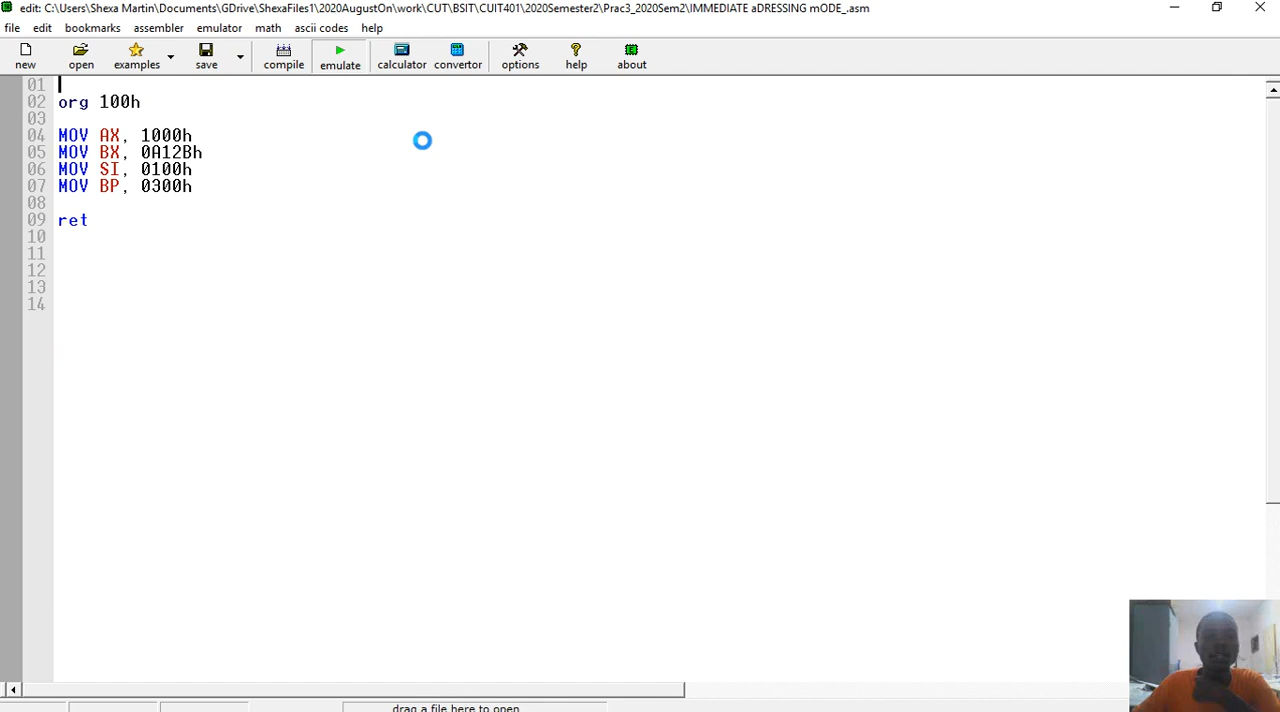 edit: C:\Users\Shexa Martin\Documents\GDrive\ShexaFiles1\2020AugustOn\work\CUT\BSIT\CUIT401\2020Semester2\Prac3_2020Sem2\IMMEDIATE aDRESSING mODE_.asm
file edit bookmarks assembler emulator math ascii codes help
new open examples save compile emulate calculator convertor options help about
01
02 org 100h
03
04 MOV AX, 1000h
05 MOV BX, 0A12Bh
06 MOV SI, 0100h
07 MOV BP, 0300h
08
09 ret
10
11
12
13
14
drag a file here to open